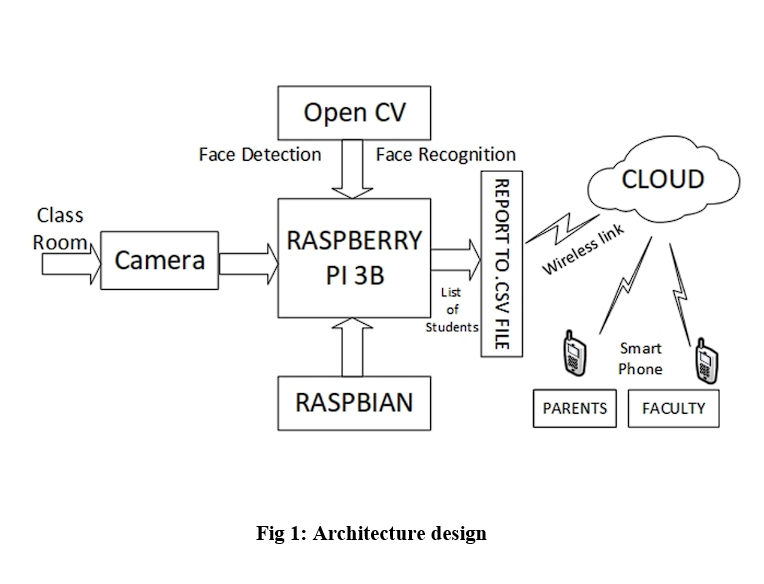 Open CV
Face Detection
Face Recognition
Class
Room
Camera
RASPBERRY
PI 3B
List
of
Students
REPORT TO .CSV FILE
Wireless link
CLOUD
RASPBIAN
Smart
Phone
PARENTS
FACULTY
Fig 1: Architecture design